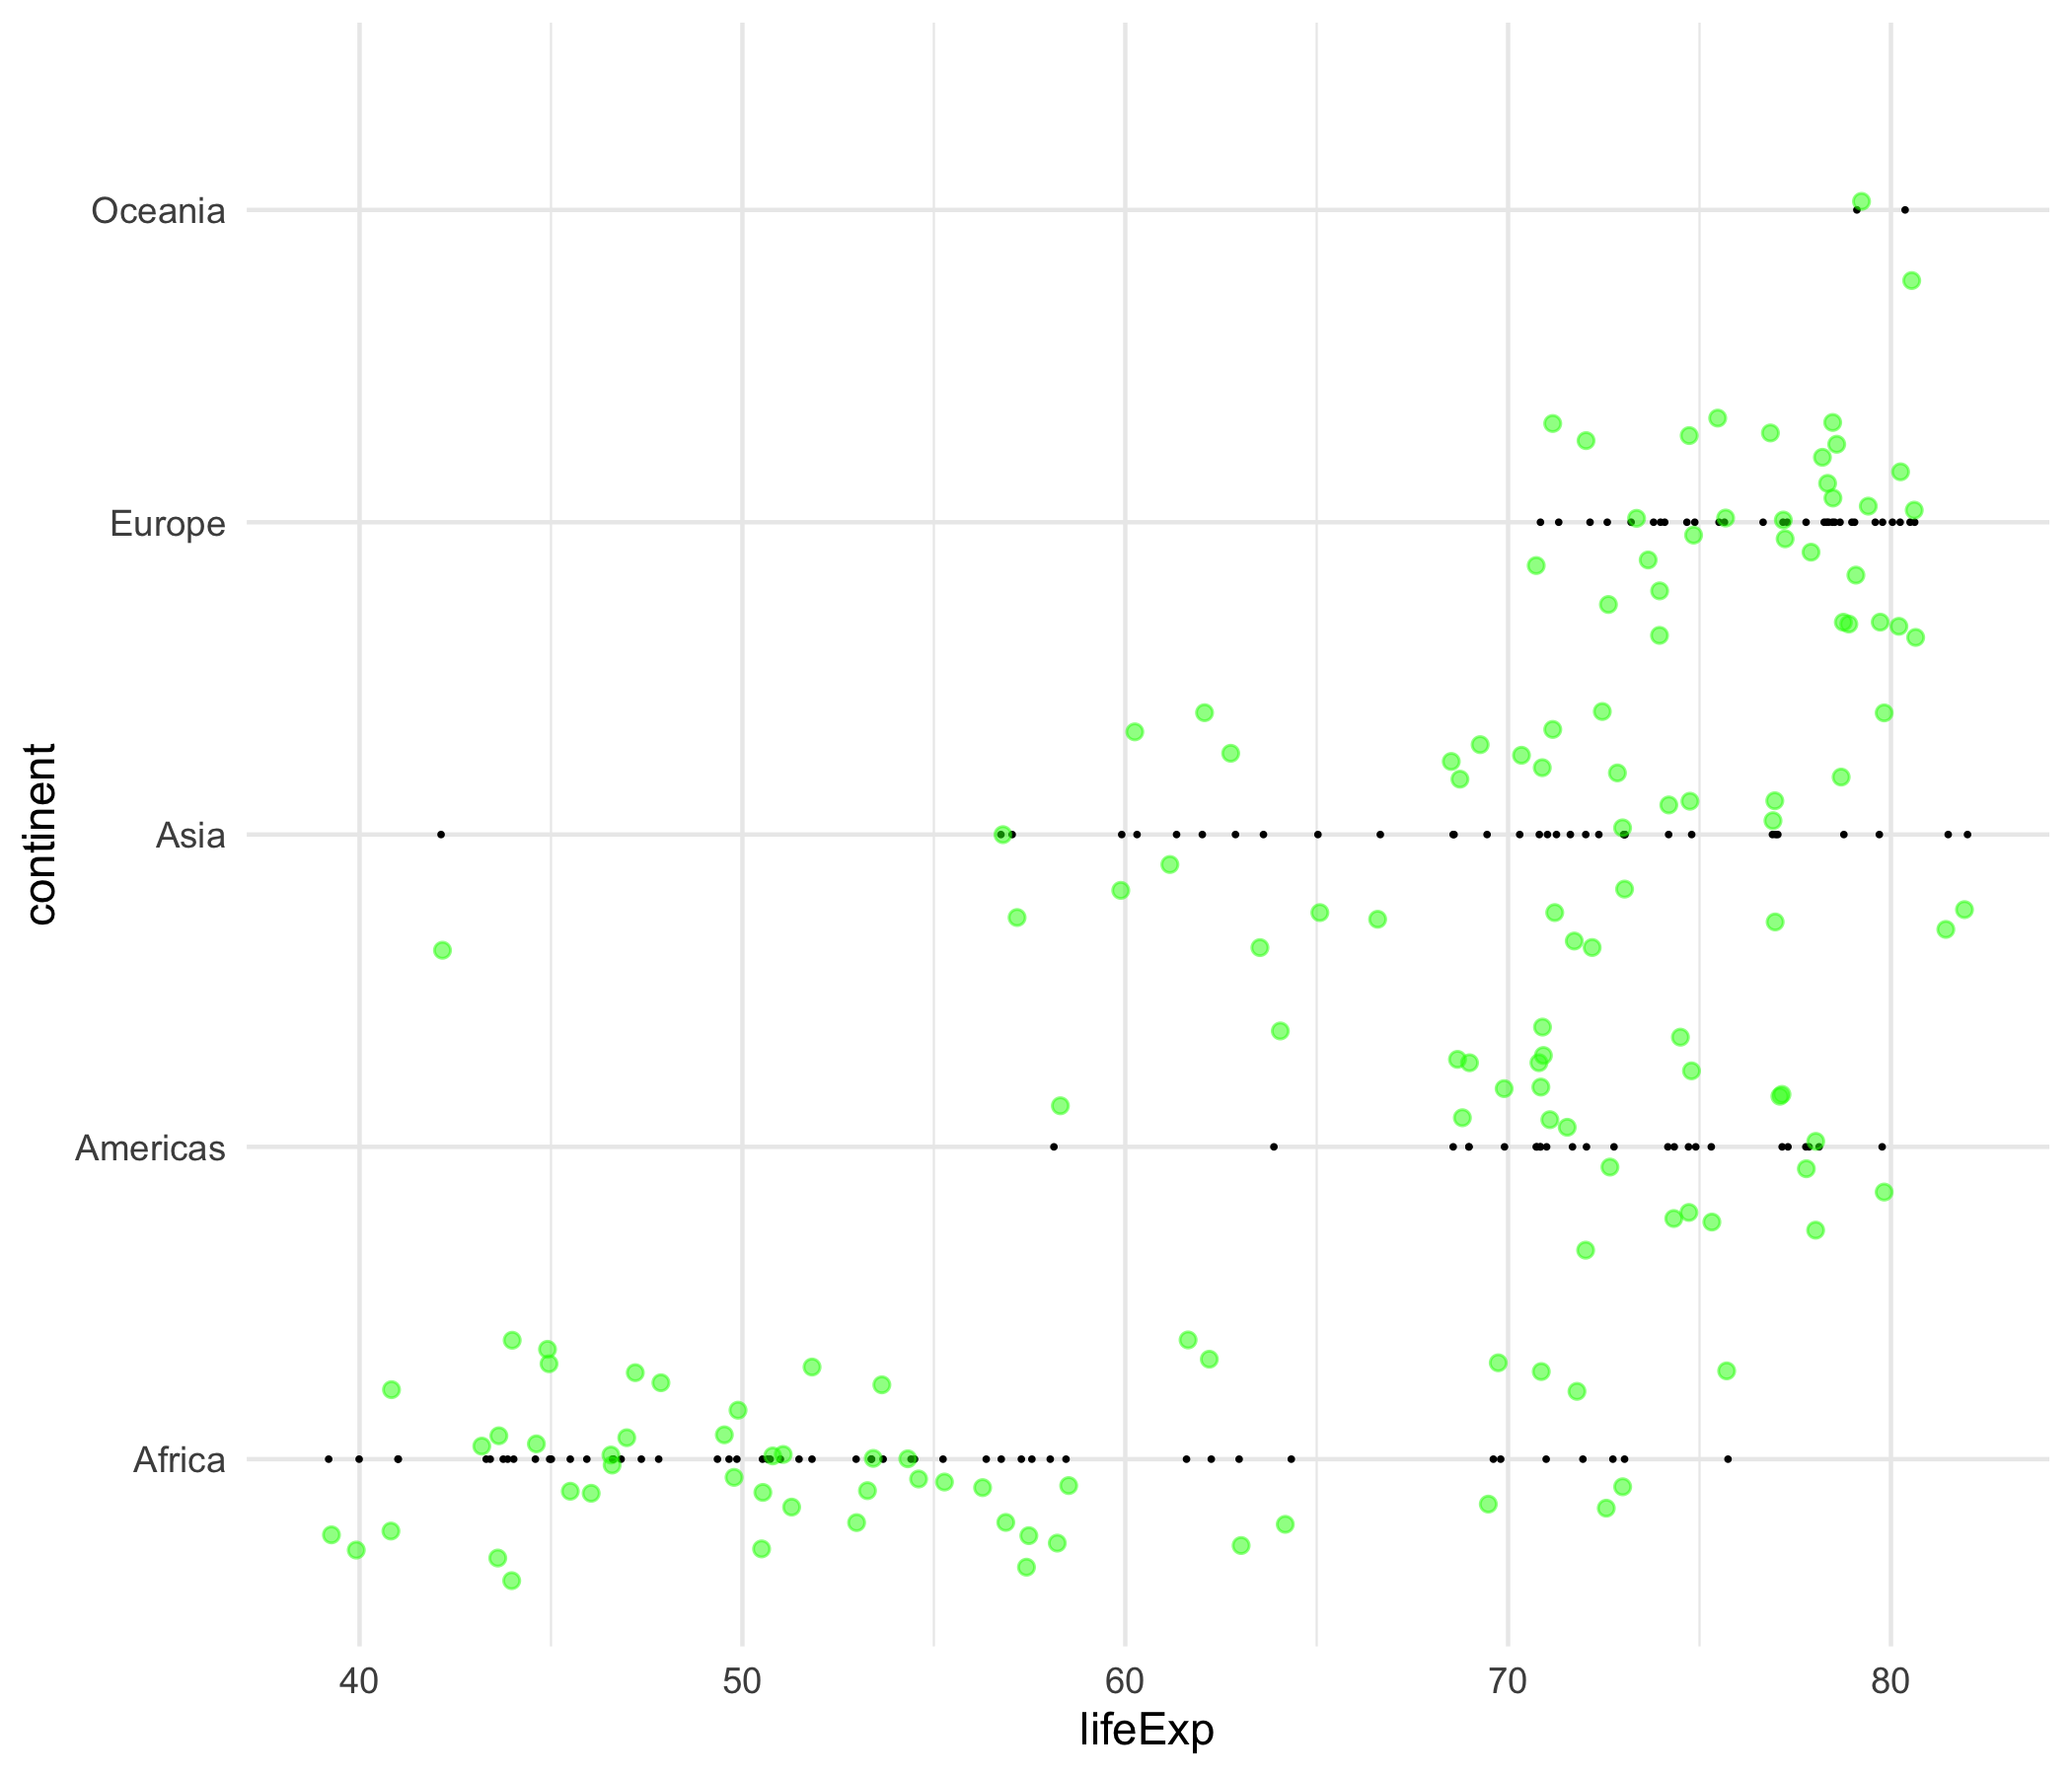 Oceania
Europe
Asia
Americas
Africa
continent
40 50 60 70 80
lifeExp